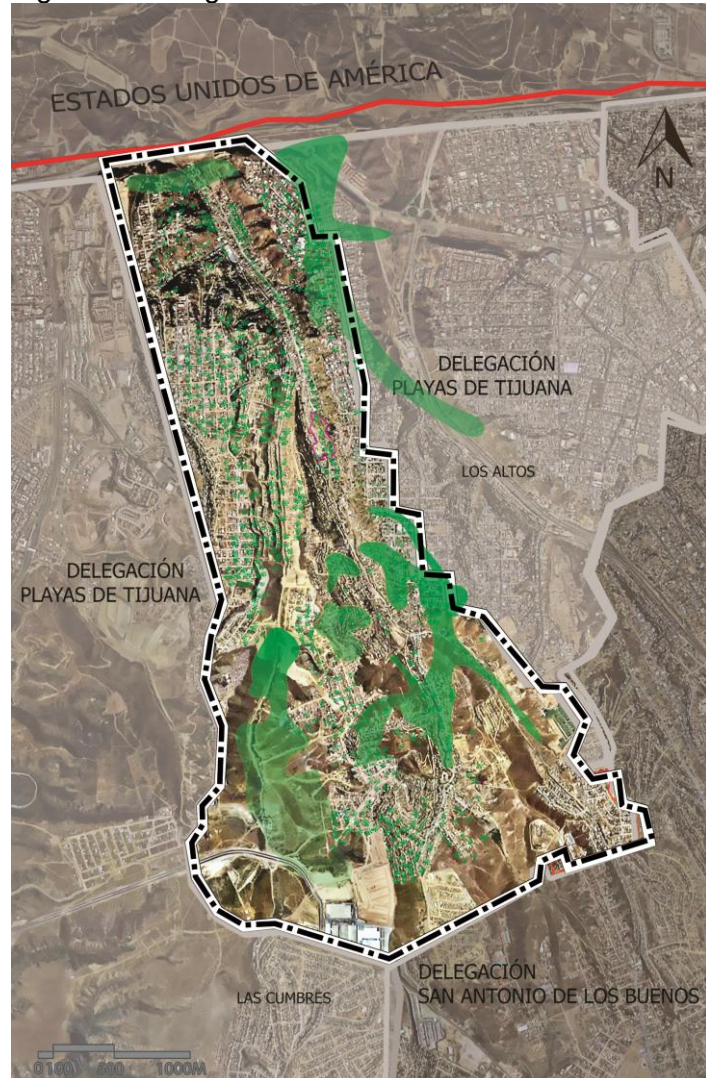 ESTADOS UNIDOS DE AMÉRICA
N
DELEGACIÓN
PLAYAS DE TIJUANA
LOS ALTOS
DELEGACIÓN
PLAYAS DE TIJUANA
DELEGACIÓN
SAN ANTONIO DE LOS BUENOS
LAS CUMBRES
1000M